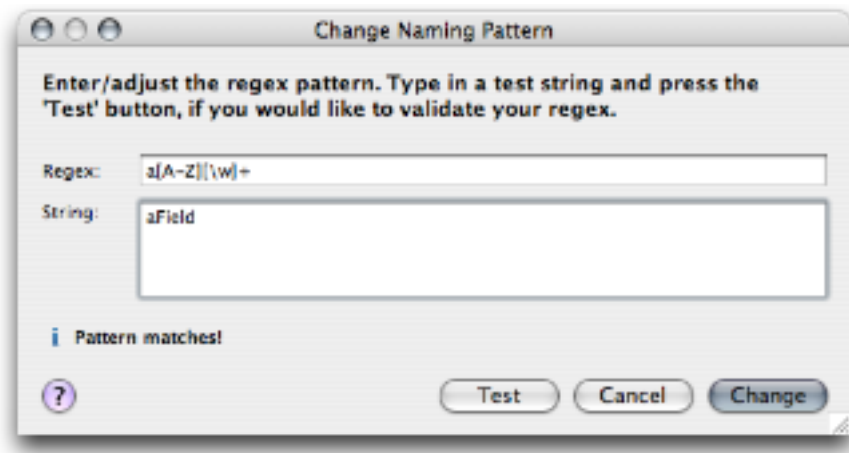 Change Naming Pattern
Enter/adjust the regex pattern. Type in a test string and press the
'Test' button, if you would like to validate your regex.
Regex: a[A-Z][\w]+
String: aField
i Pattern matches!
? Test Cancel Change